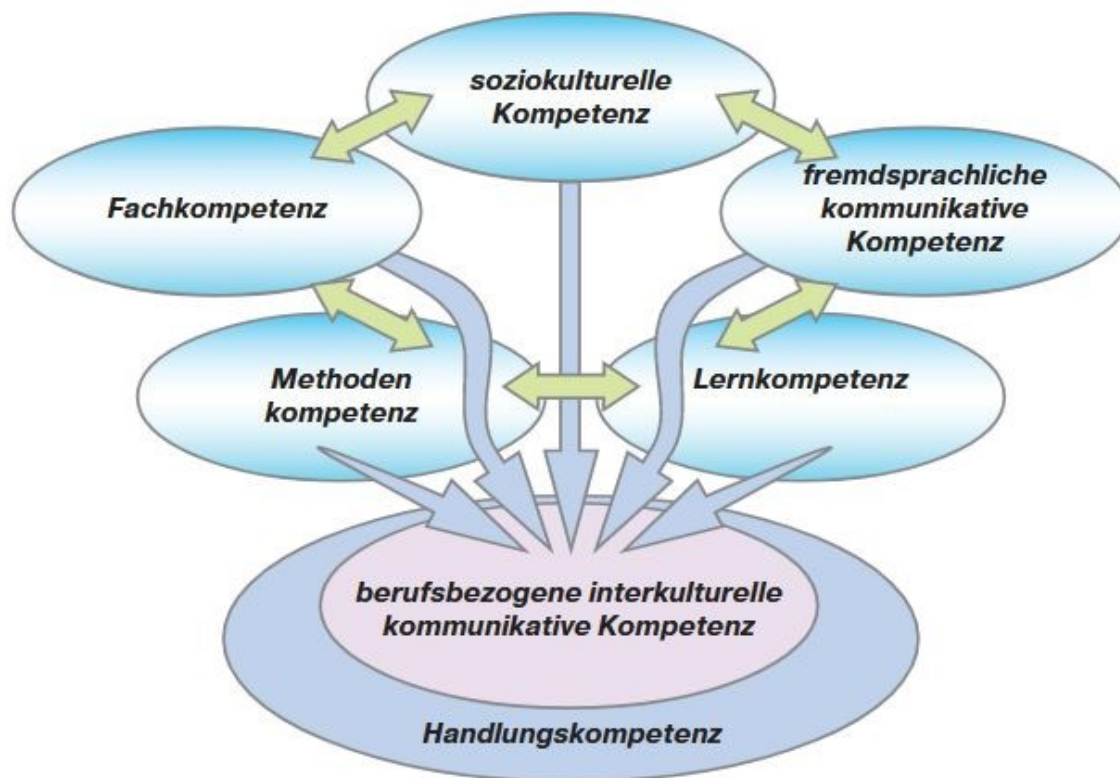 soziokulturelle
Kompetenz
Fachkompetenz
fremdsprachliche
kommunikative
Kompetenz
Methoden
kompetenz
Lernkompetenz
berufsbezogene interkulturelle
kommunikative Kompetenz
Handlungskompetenz